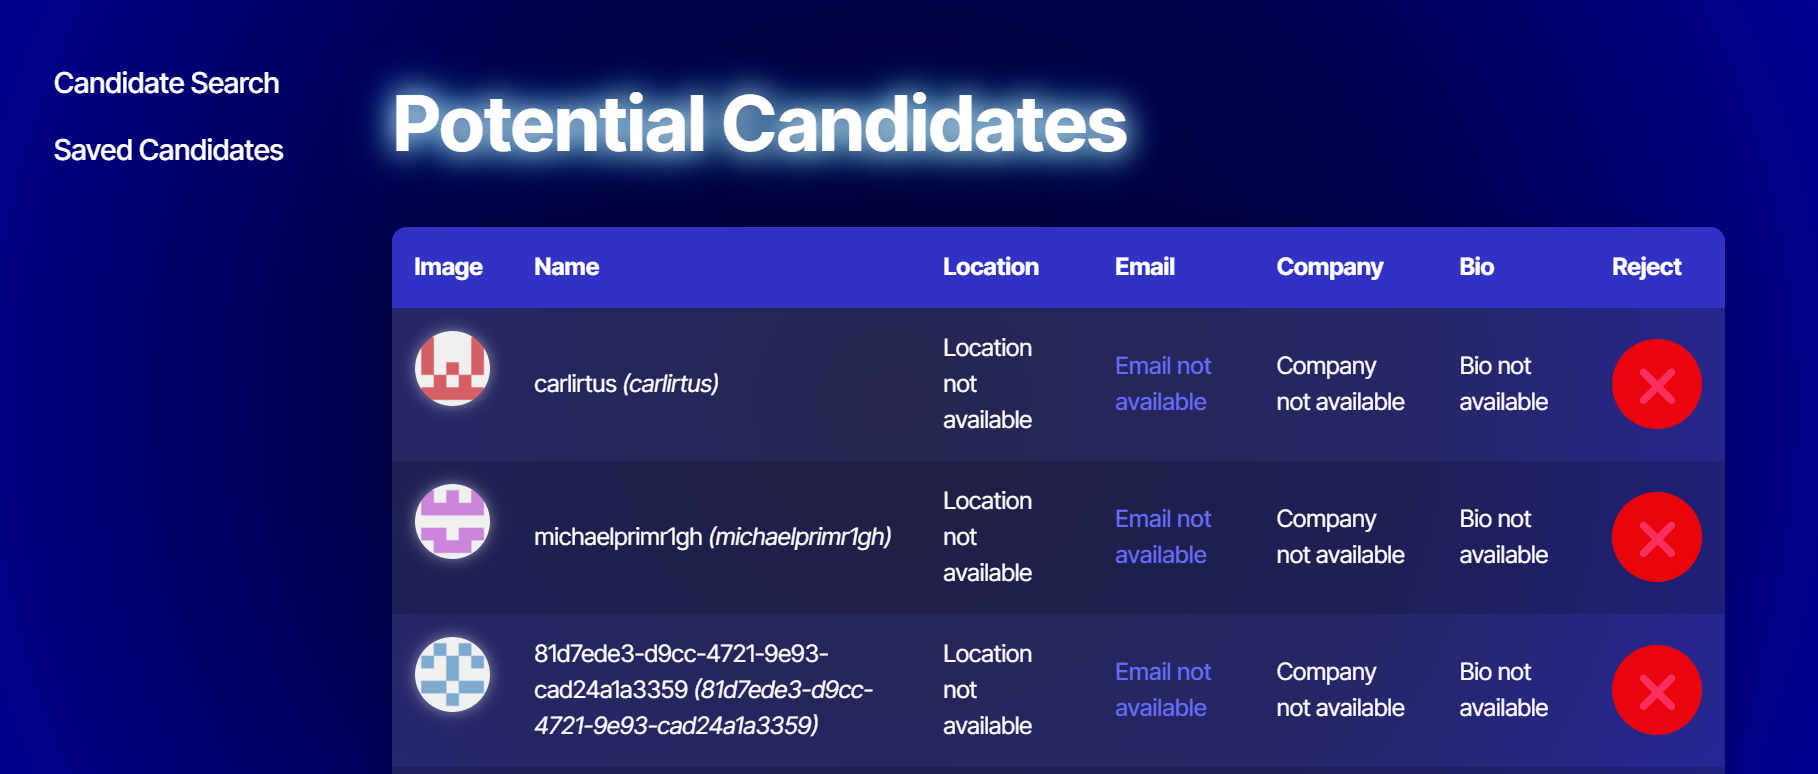 Candidate Search
Saved Candidates
Potential Candidates
Image Name Location Email Company Bio Reject
carlirtus (carlirtus)
Location
not
available
Email not
available
Company
not available
Bio not
available
michaelprimr1gh (michaelprimr1gh)
Location
not
available
Email not
available
Company
not available
Bio not
available
81d7ede3-d9cc-4721-9e93-
cad24a1a3359 (81d7ede3-d9cc-
4721-9e93-cad24a1a3359)
Location
not
available
Email not
available
Company
not available
Bio not
available